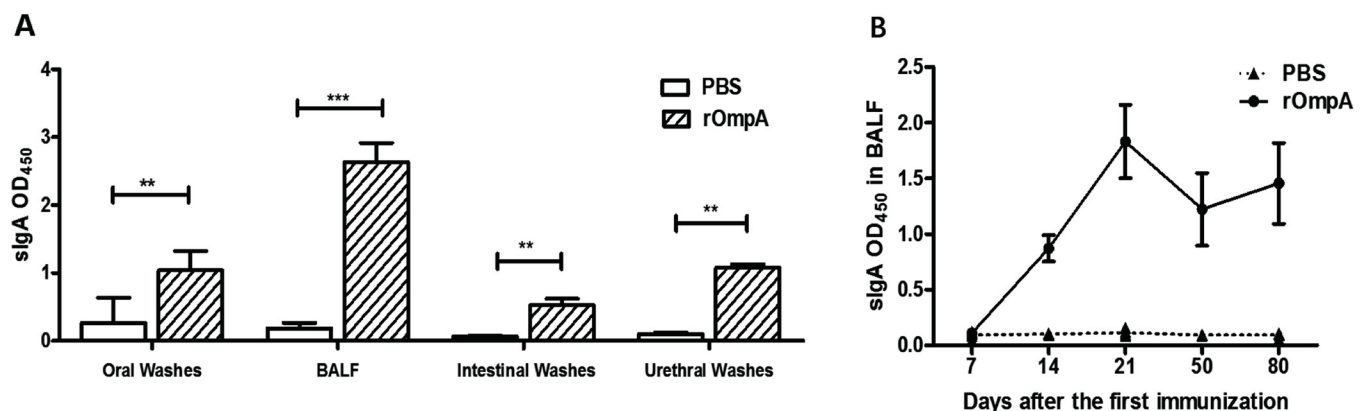 A
sIgA OD450
4
3
2
1
0
PBS
rOmpA
**
***
**
**
Oral Washes
BALF
Intestinal Washes
Urethral Washes
B
sIgA OD450 in BALF
2.5
2.0
1.5
1.0
0.5
0.0
PBS
rOmpA
7
14
21
50
80
Days after the first immunization